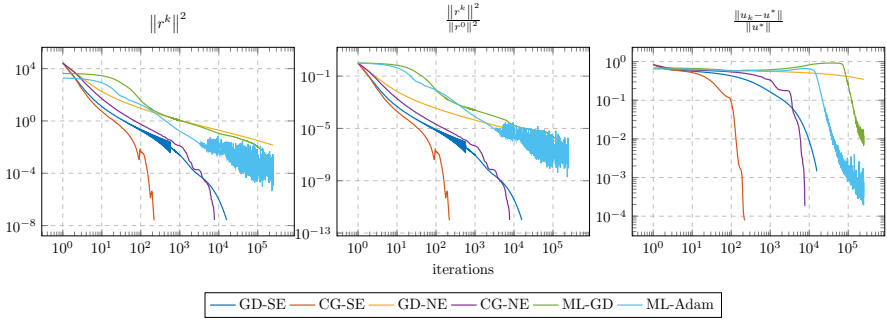 ‖r^k‖^2
‖r^k‖^2 / ‖r^0‖^2
‖u_k−u^*‖ / ‖u^*‖
10^4
10^0
10^−4
10^−8
10^0 10^1 10^2 10^3 10^4 10^5
10^−1
10^−5
10^−9
10^−13
10^0 10^1 10^2 10^3 10^4 10^5
10^0
10^−1
10^−2
10^−3
10^−4
10^0 10^1 10^2 10^3 10^4 10^5
iterations
GD-SE CG-SE GD-NE CG-NE ML-GD ML-Adam